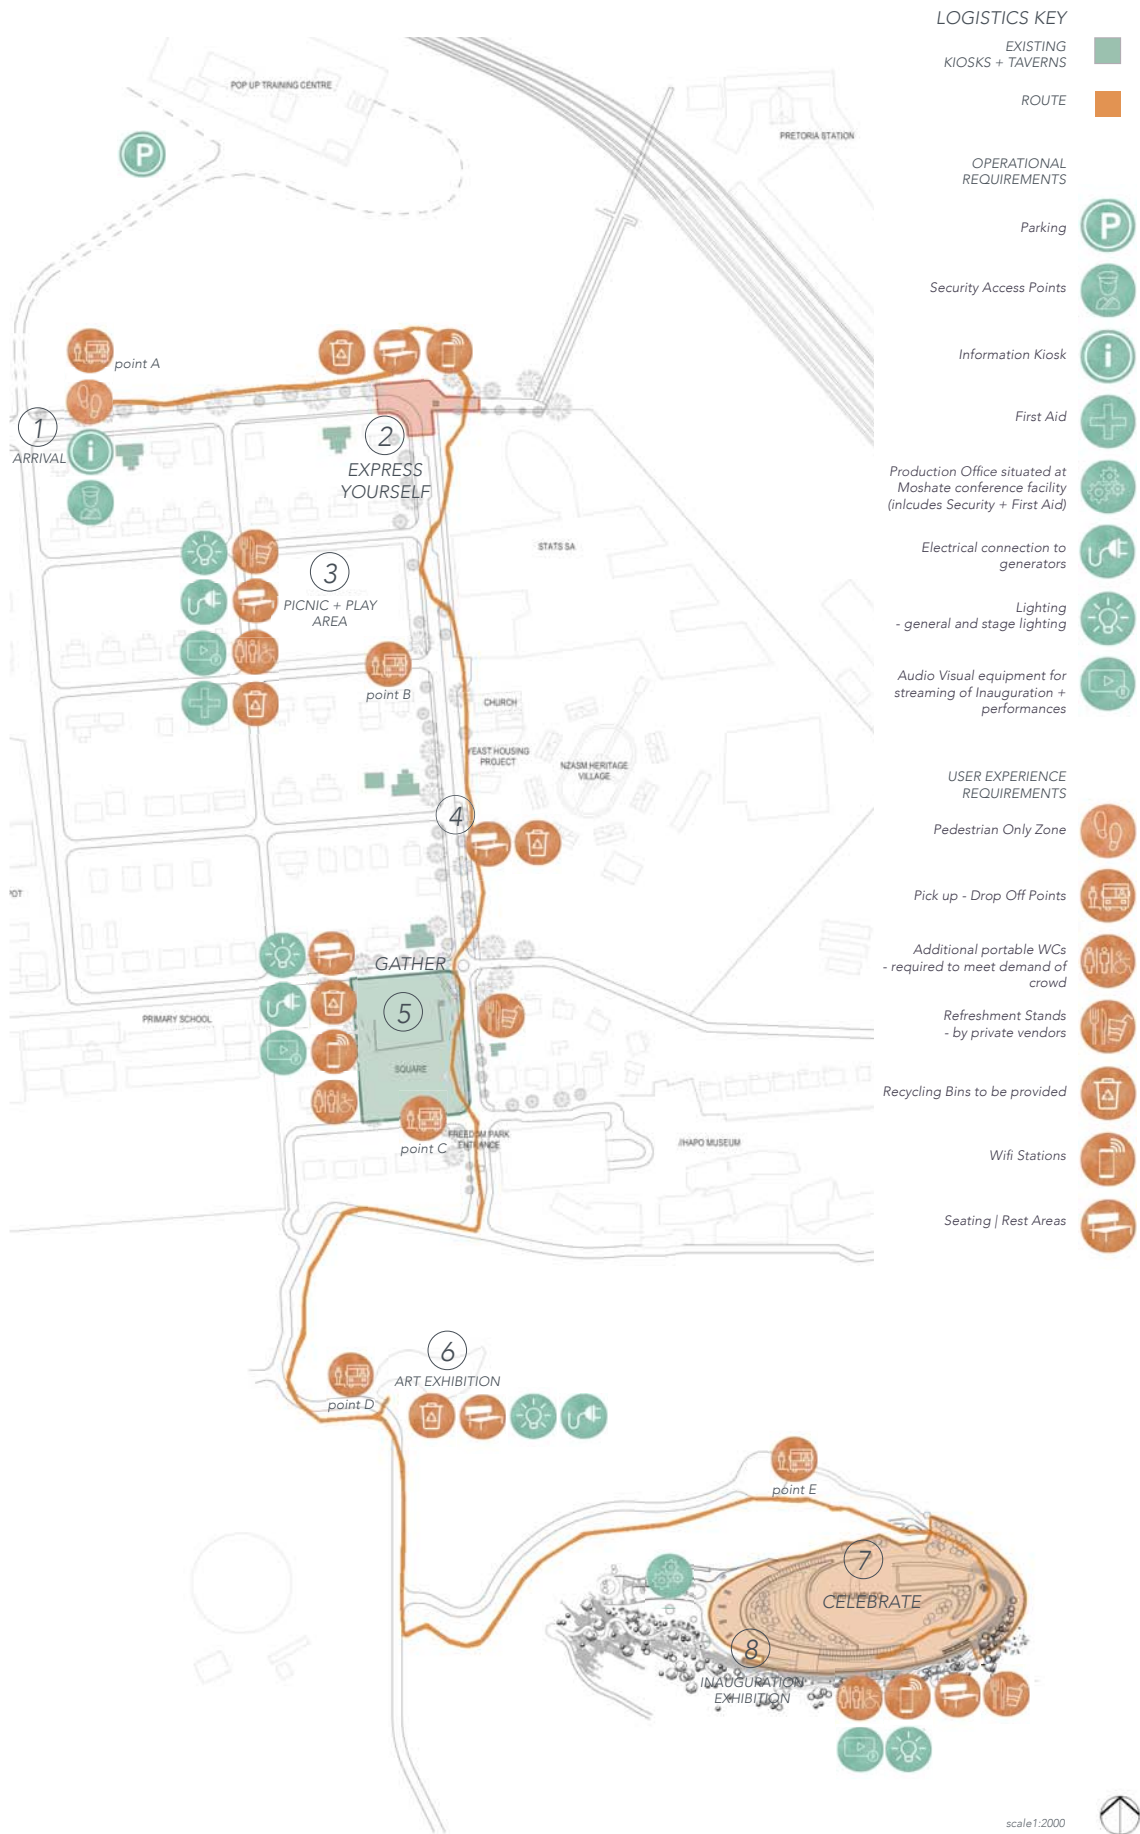 LOGISTICS KEY
EXISTING
KIOSKS + TAVERNS
ROUTE
OPERATIONAL
REQUIREMENTS
P
Parking
Security Access Points
i
Information Kiosk
First Aid
Production Office situated at
Moshate conference facility
(inlcudes Security + First Aid)
Electrical connection to
generators
Lighting
- general and stage lighting
Audio Visual equipment for
streaming of Inauguration +
performances
USER EXPERIENCE
REQUIREMENTS
Pedestrian Only Zone
Pick up - Drop Off Points
Additional portable WCs
- required to meet demand of
crowd
Refreshment Stands
- by private vendors
Recycling Bins to be provided
Wifi Stations
Seating | Rest Areas
POP UP TRAINING CENTRE
PRETORIA STATION
P
point A
1
ARRIVAL
i
2
EXPRESS
YOURSELF
STATS SA
3
PICNIC + PLAY
AREA
point B
CHURCH
YEAST HOUSING
PROJECT
NZASM HERITAGE
VILLAGE
4
GATHER
5
PRIMARY SCHOOL
SQUARE
point C
FREEDOM PARK
ENTRANCE
//HAPO MUSEUM
6
ART EXHIBITION
point D
point E
7
CELEBRATE
8
INAUGURATION
EXHIBITION
scale1:2000